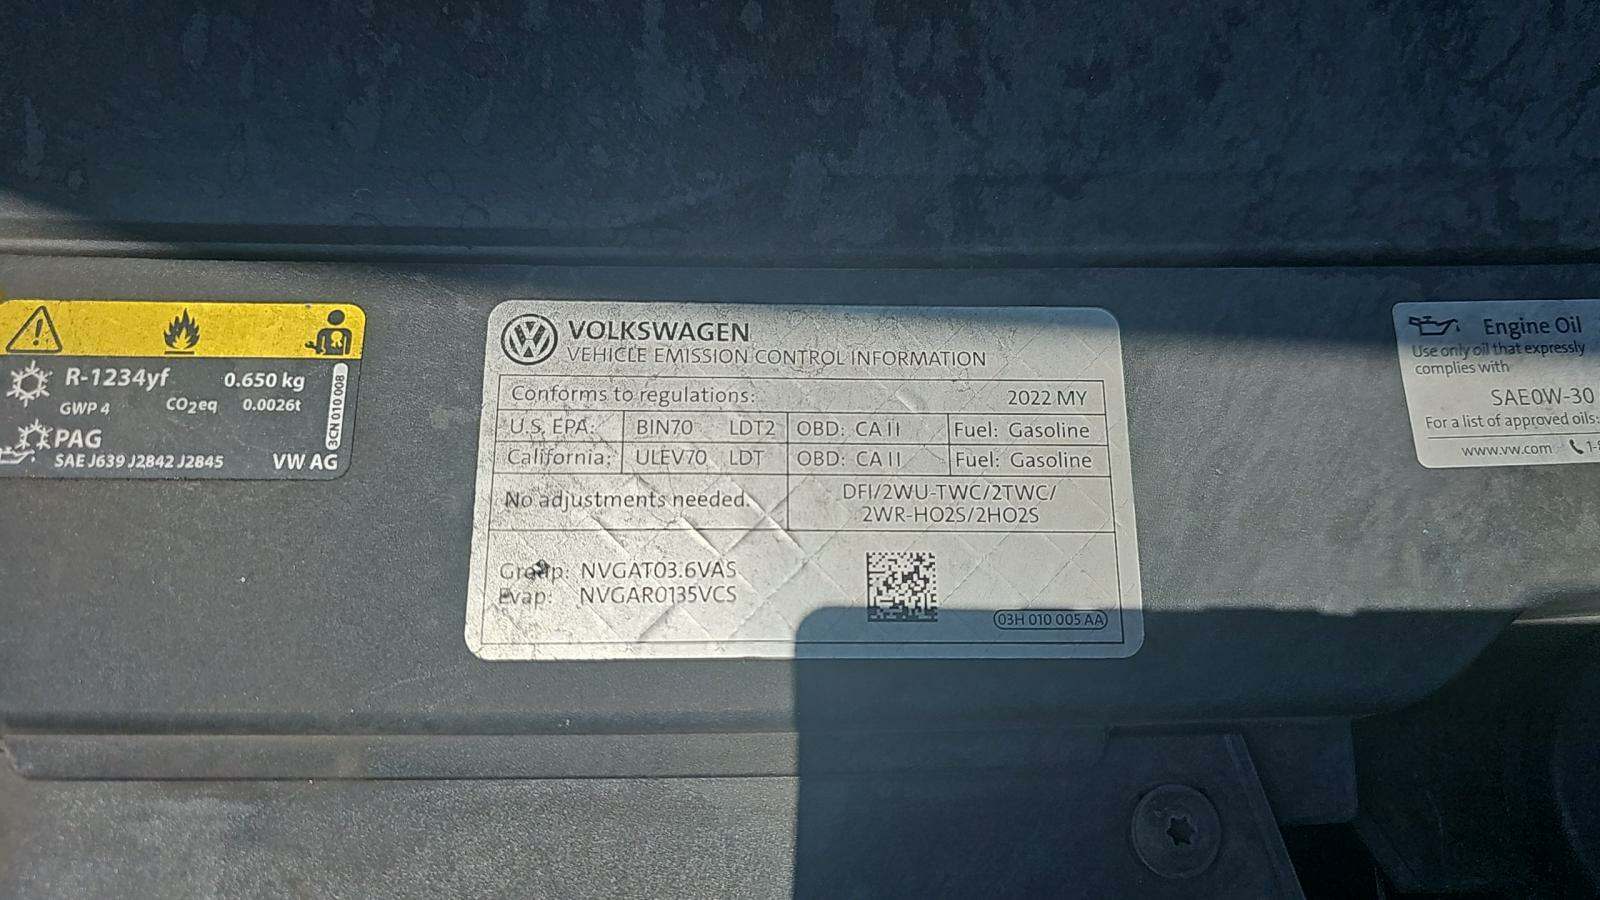 R-1234yf 0.650 kg
GWP 4 CO2eq 0.0026t
PAG
SAE J639 J2842 J2845 VW AG
3CN 010 008
VOLKSWAGEN
VEHICLE EMISSION CONTROL INFORMATION
Conforms to regulations: 2022 MY
U.S. EPA: BIN70 LDT2 OBD: CA II Fuel: Gasoline
California: ULEV70 LDT OBD: CA II Fuel: Gasoline
No adjustments needed. DFI/2WU-TWC/2TWC/
2WR-HO2S/2HO2S
Group: NVGAT03.6VAS
Evap: NVGAR0135VCS
03H 010 005 AA
Engine Oil
Use only oil that expressly
complies with
SAE0W-30
For a list of approved oils:
www.vw.com 1-8